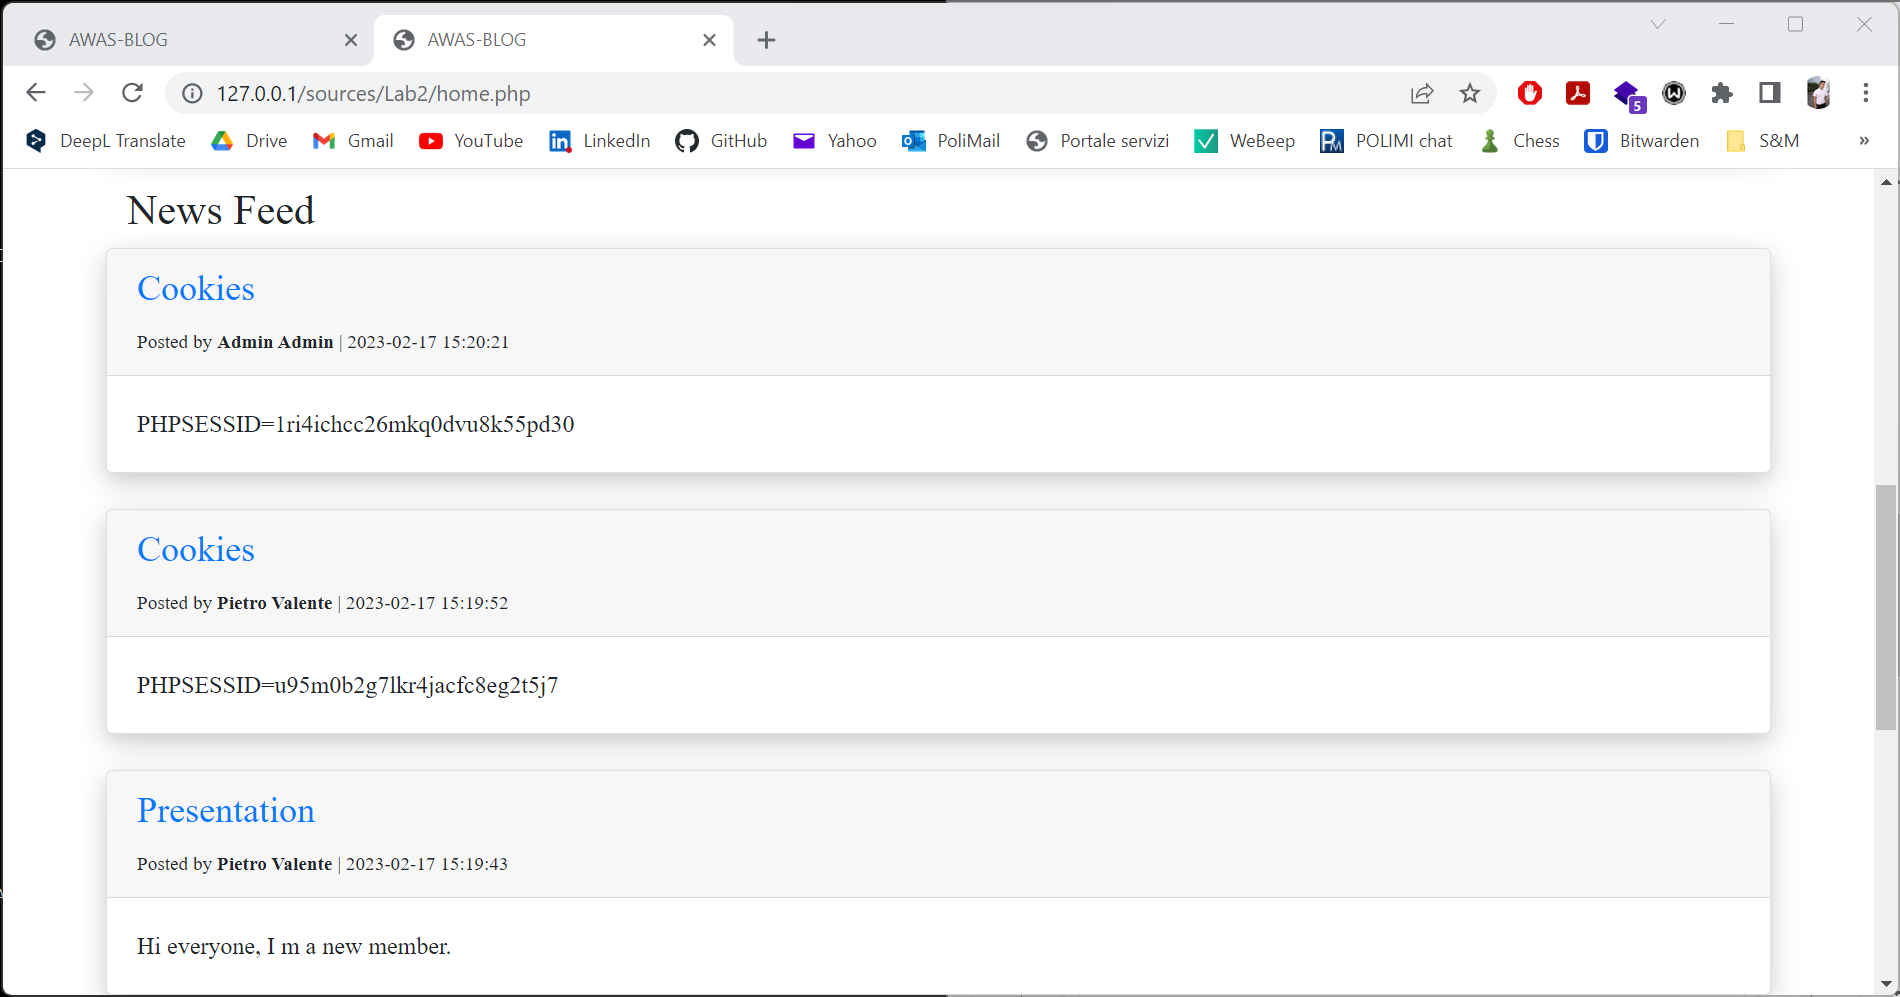 AWAS-BLOG
AWAS-BLOG
127.0.0.1/sources/Lab2/home.php
5
DeepL Translate Drive Gmail YouTube LinkedIn GitHub Yahoo PoliMail Portale servizi WeBeep POLIMI chat Chess Bitwarden S&M »
News Feed
Cookies
Posted by Admin Admin | 2023-02-17 15:20:21
PHPSESSID=1ri4ichcc26mkq0dvu8k55pd30
Cookies
Posted by Pietro Valente | 2023-02-17 15:19:52
PHPSESSID=u95m0b2g7lkr4jacfc8eg2t5j7
Presentation
Posted by Pietro Valente | 2023-02-17 15:19:43
Hi everyone, I m a new member.